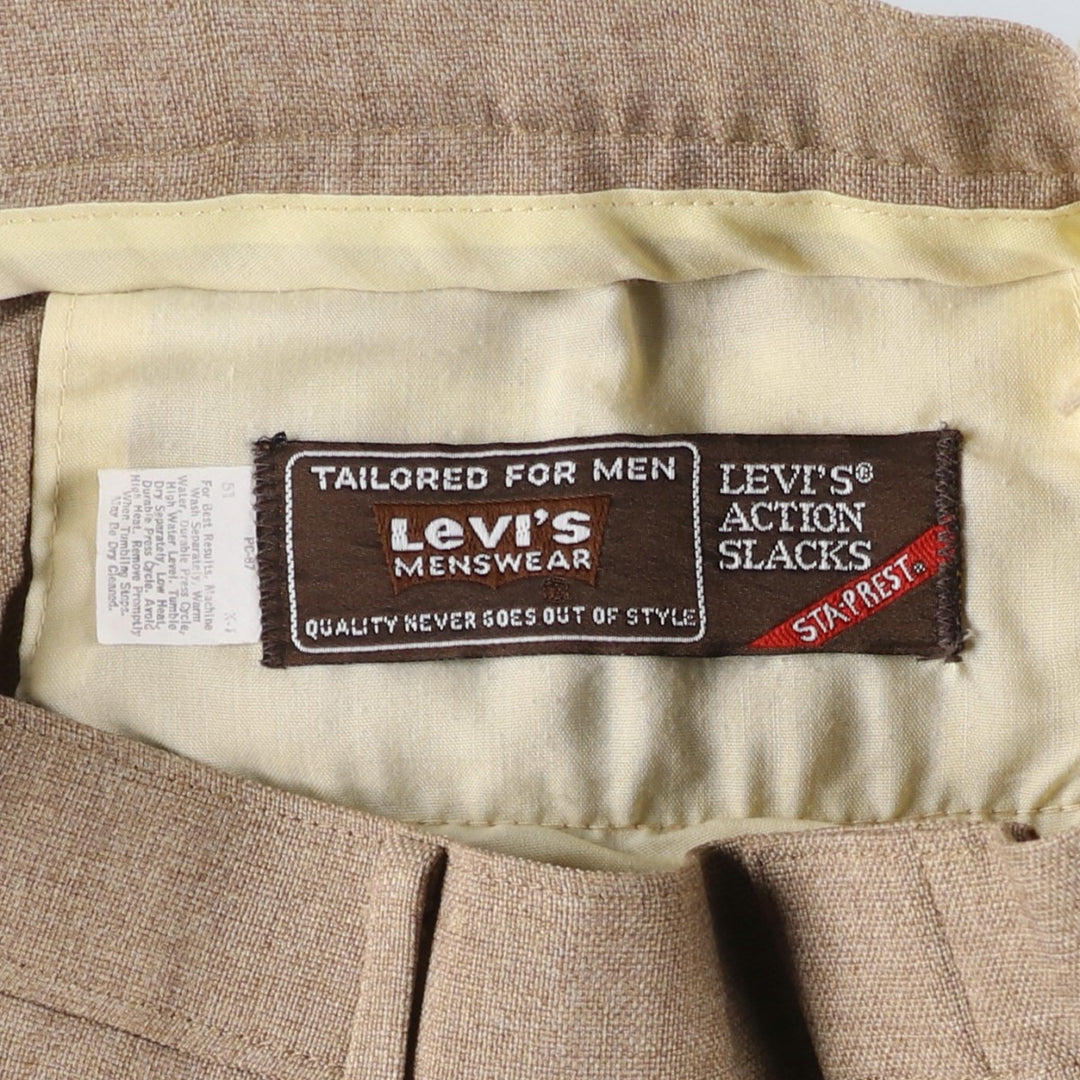 TAILORED FOR MEN
LeVI'S
MENSWEAR
QUALITY NEVER GOES OUT OF STYLE
LEVI'S®
ACTION
SLACKS
STA-PREST®
51
For Best Results, Machine
Wash Separately, Warm
Water, Durable Press Cycle,
High Water Level. Tumble
Dry Separately, Low Heat,
Durable Press Cycle. Avoid
High Heat. Remove Promptly
When Tumbling Stops.
May Be Dry Cleaned.